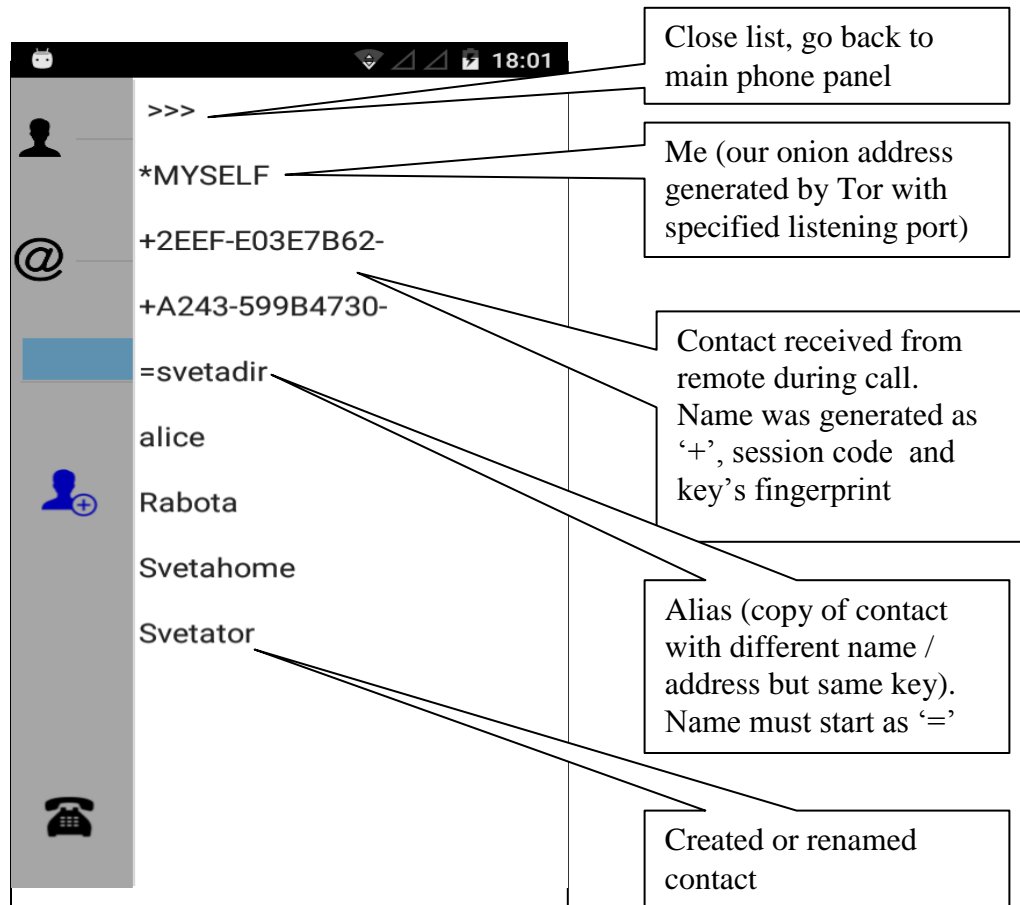 18:01
>>>
*MYSELF
+2EEF-E03E7B62-
@
+A243-599B4730-
=svetadir
alice
Rabota
Svetahome
Svetator
Close list, go back to
main phone panel
Me (our onion address
generated by Tor with
specified listening port)
Contact received from
remote during call.
Name was generated as
‘+’, session code  and
key’s fingerprint
Alias (copy of contact
with different name /
address but same key).
Name must start as ‘=’
Created or renamed
contact